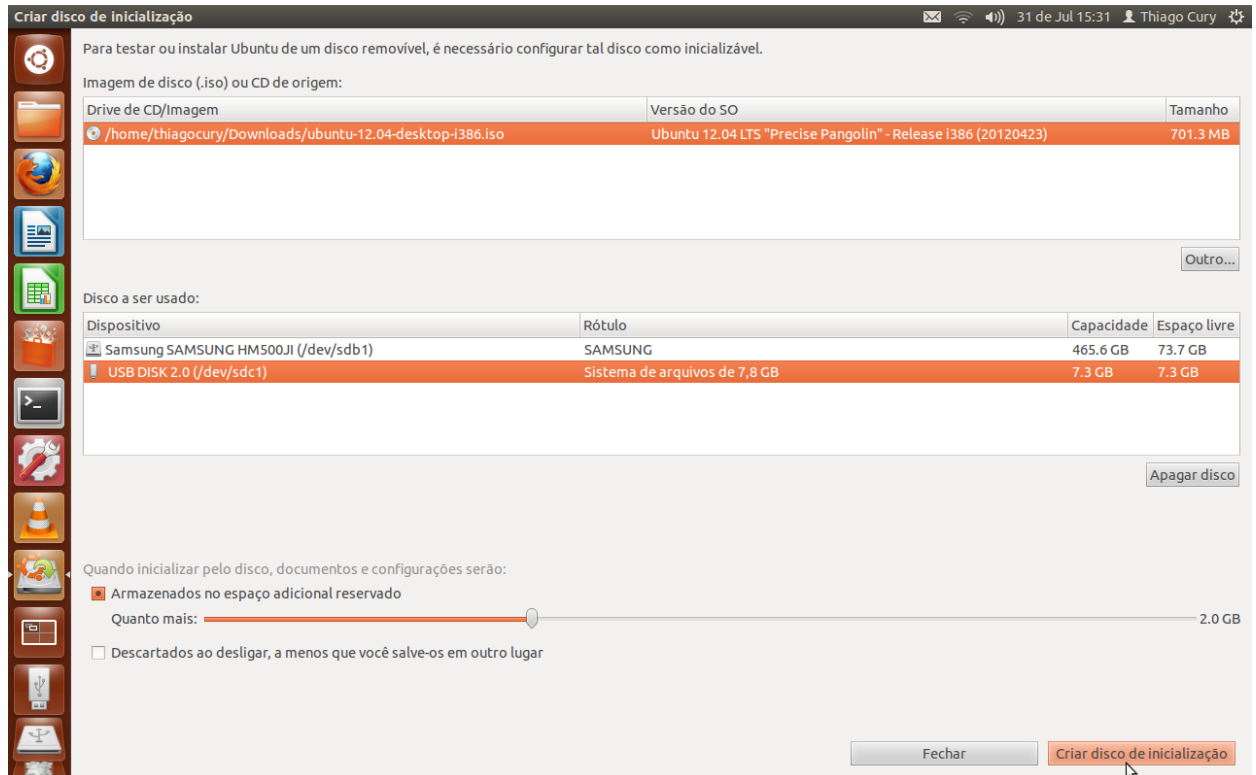 Criar disco de inicialização 31 de Jul 15:31 Thiago Cury
Para testar ou instalar Ubuntu de um disco removível, é necessário configurar tal disco como inicializável.
Imagem de disco (.iso) ou CD de origem:
Drive de CD/Imagem Versão do SO Tamanho
/home/thiagocury/Downloads/ubuntu-12.04-desktop-i386.iso Ubuntu 12.04 LTS "Precise Pangolin" - Release i386 (20120423) 701.3 MB
Outro...
Disco a ser usado:
Dispositivo Rótulo Capacidade Espaço livre
Samsung SAMSUNG HM500JI (/dev/sdb1) SAMSUNG 465.6 GB 73.7 GB
USB DISK 2.0 (/dev/sdc1) Sistema de arquivos de 7,8 GB 7.3 GB 7.3 GB
Apagar disco
Quando inicializar pelo disco, documentos e configurações serão:
Armazenados no espaço adicional reservado
Quanto mais: 2.0 GB
Descartados ao desligar, a menos que você salve-os em outro lugar
Fechar Criar disco de inicialização